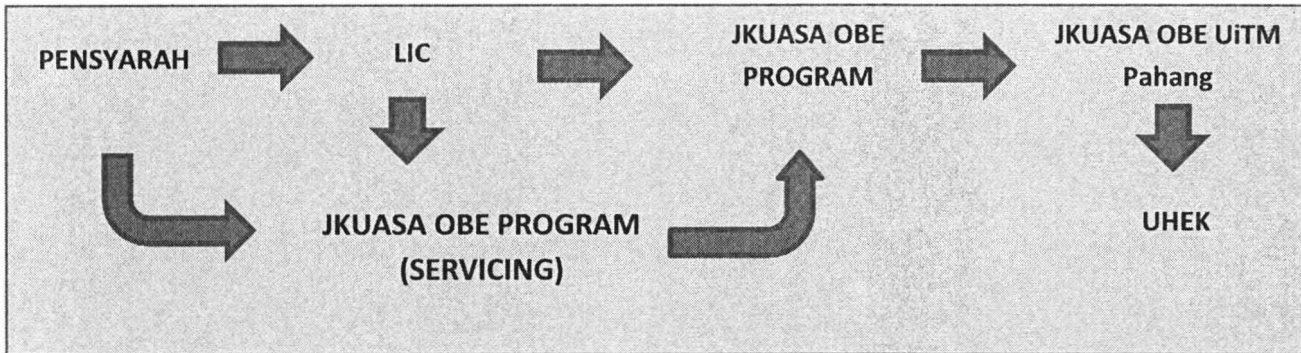 PENSYARAH
LIC
JKUASA OBE
PROGRAM
JKUASA OBE UiTM
Pahang
JKUASA OBE PROGRAM
(SERVICING)
UHEK